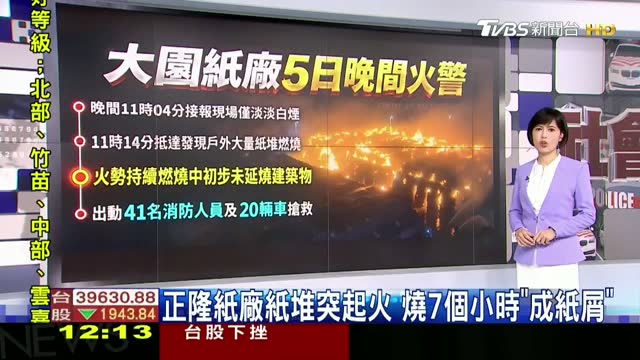 TVBS新聞台HD
大園紙廠5日晚間火警
晚間11時04分接報現場僅淡淡白煙
11時14分抵達發現戶外大量紙堆燃燒
火勢持續燃燒中初步未延燒建築物
出動41名消防人員及20輛車搶救
好等級：北部、竹苗、中部、雲嘉
社會
POLICE
台股 39630.88
▼1943.84
正隆紙廠紙堆突起火 燒7個小時"成紙屑"
12:13
台股下挫